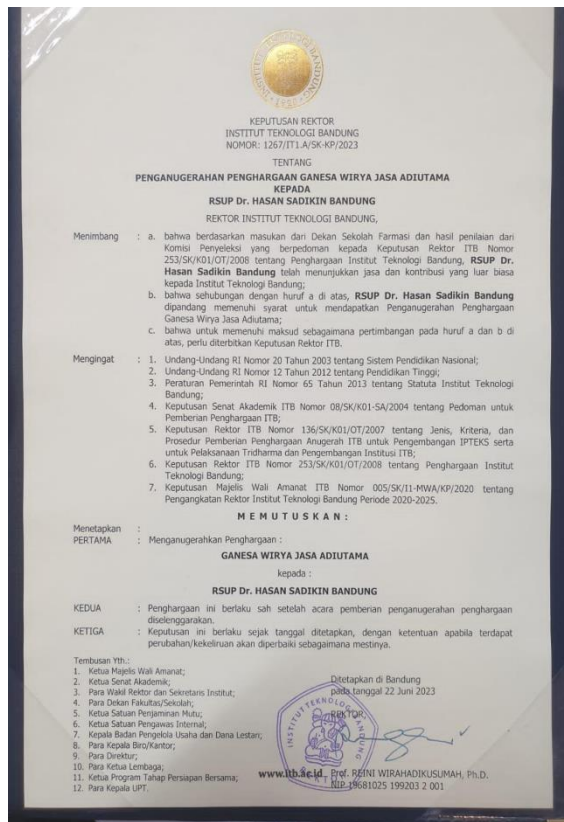 KEPUTUSAN REKTOR
INSTITUT TEKNOLOGI BANDUNG
NOMOR: 1267/IT1.A/SK-KP/2023
TENTANG
PENGANUGERAHAN PENGHARGAAN GANESA WIRYA JASA ADIUTAMA
KEPADA
RSUP Dr. HASAN SADIKIN BANDUNG
REKTOR INSTITUT TEKNOLOGI BANDUNG,
Menimbang : a. bahwa berdasarkan masukan dari Dekan Sekolah Farmasi dan hasil penilaian dari
Komisi Penyeleksi yang berpedoman kepada Keputusan Rektor ITB Nomor
253/SK/K01/OT/2008 tentang Penghargaan Institut Teknologi Bandung, RSUP Dr.
Hasan Sadikin Bandung telah menunjukkan jasa dan kontribusi yang luar biasa
kepada Institut Teknologi Bandung;
b. bahwa sehubungan dengan huruf a di atas, RSUP Dr. Hasan Sadikin Bandung
dipandang memenuhi syarat untuk mendapatkan Penganugerahan Penghargaan
Ganesa Wirya Jasa Adiutama;
c. bahwa untuk memenuhi maksud sebagaimana pertimbangan pada huruf a dan b di
atas, perlu diterbitkan Keputusan Rektor ITB.
Mengingat : 1. Undang-Undang RI Nomor 20 Tahun 2003 tentang Sistem Pendidikan Nasional;
2. Undang-Undang RI Nomor 12 Tahun 2012 tentang Pendidikan Tinggi;
3. Peraturan Pemerintah RI Nomor 65 Tahun 2013 tentang Statuta Institut Teknologi
Bandung;
4. Keputusan Senat Akademik ITB Nomor 08/SK/K01-SA/2004 tentang Pedoman untuk
Pemberian Penghargaan ITB;
5. Keputusan Rektor ITB Nomor 136/SK/K01/OT/2007 tentang Jenis, Kriteria, dan
Prosedur Pemberian Penghargaan Anugerah ITB untuk Pengembangan IPTEKS serta
untuk Pelaksanaan Tridharma dan Pengembangan Institusi ITB;
6. Keputusan Rektor ITB Nomor 253/SK/K01/OT/2008 tentang Penghargaan Institut
Teknologi Bandung;
7. Keputusan Majelis Wali Amanat ITB Nomor 005/SK/I1-MWA/KP/2020 tentang
Pengangkatan Rektor Institut Teknologi Bandung Periode 2020-2025.
M E M U T U S K A N :
Menetapkan :
PERTAMA : Menganugerahkan Penghargaan :
GANESA WIRYA JASA ADIUTAMA
kepada :
RSUP Dr. HASAN SADIKIN BANDUNG
KEDUA : Penghargaan ini berlaku sah setelah acara pemberian penganugerahan penghargaan
diselenggarakan.
KETIGA : Keputusan ini berlaku sejak tanggal ditetapkan, dengan ketentuan apabila terdapat
perubahan/kekeliruan akan diperbaiki sebagaimana mestinya.
Tembusan Yth.:
1. Ketua Majelis Wali Amanat;
2. Ketua Senat Akademik;
3. Para Wakil Rektor dan Sekretaris Institut;
4. Para Dekan Fakultas/Sekolah;
5. Ketua Satuan Penjaminan Mutu;
6. Ketua Satuan Pengawas Internal;
7. Kepala Badan Pengelola Usaha dan Dana Lestari;
8. Para Kepala Biro/Kantor;
9. Para Direktur;
10. Para Ketua Lembaga;
11. Ketua Program Tahap Persiapan Bersama;
12. Para Kepala UPT.
Ditetapkan di Bandung
pada tanggal 22 Juni 2023
REKTOR,
www.itb.ac.id
Prof. REINI WIRAHADIKUSUMAH, Ph.D.
NIP 19681025 199203 2 001